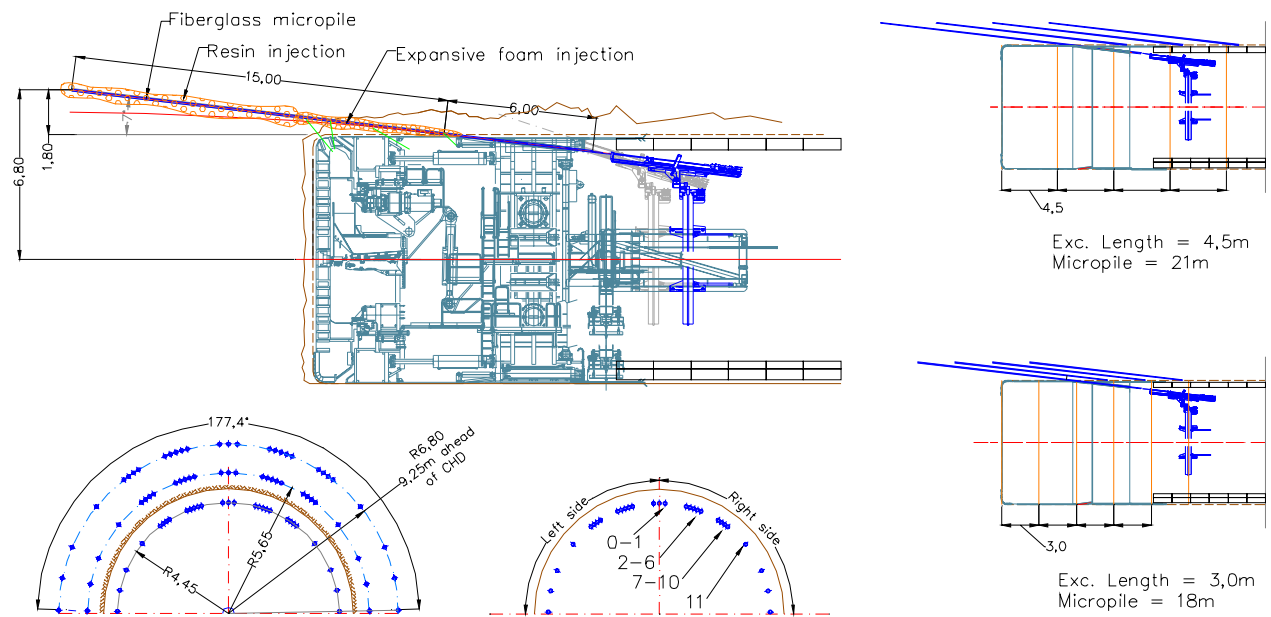 Fiberglass micropile
Resin injection
Expansive foam injection
15,00
6,00
6,80
1,80
7°
4,5
Exc. Length = 4,5m
Micropile = 21m
177,4°
R6,80
9,25m ahead
of CHD
R5,65
R4,45
Left side
Right side
0-1
2-6
7-10
11
3,0
Exc. Length = 3,0m
Micropile = 18m